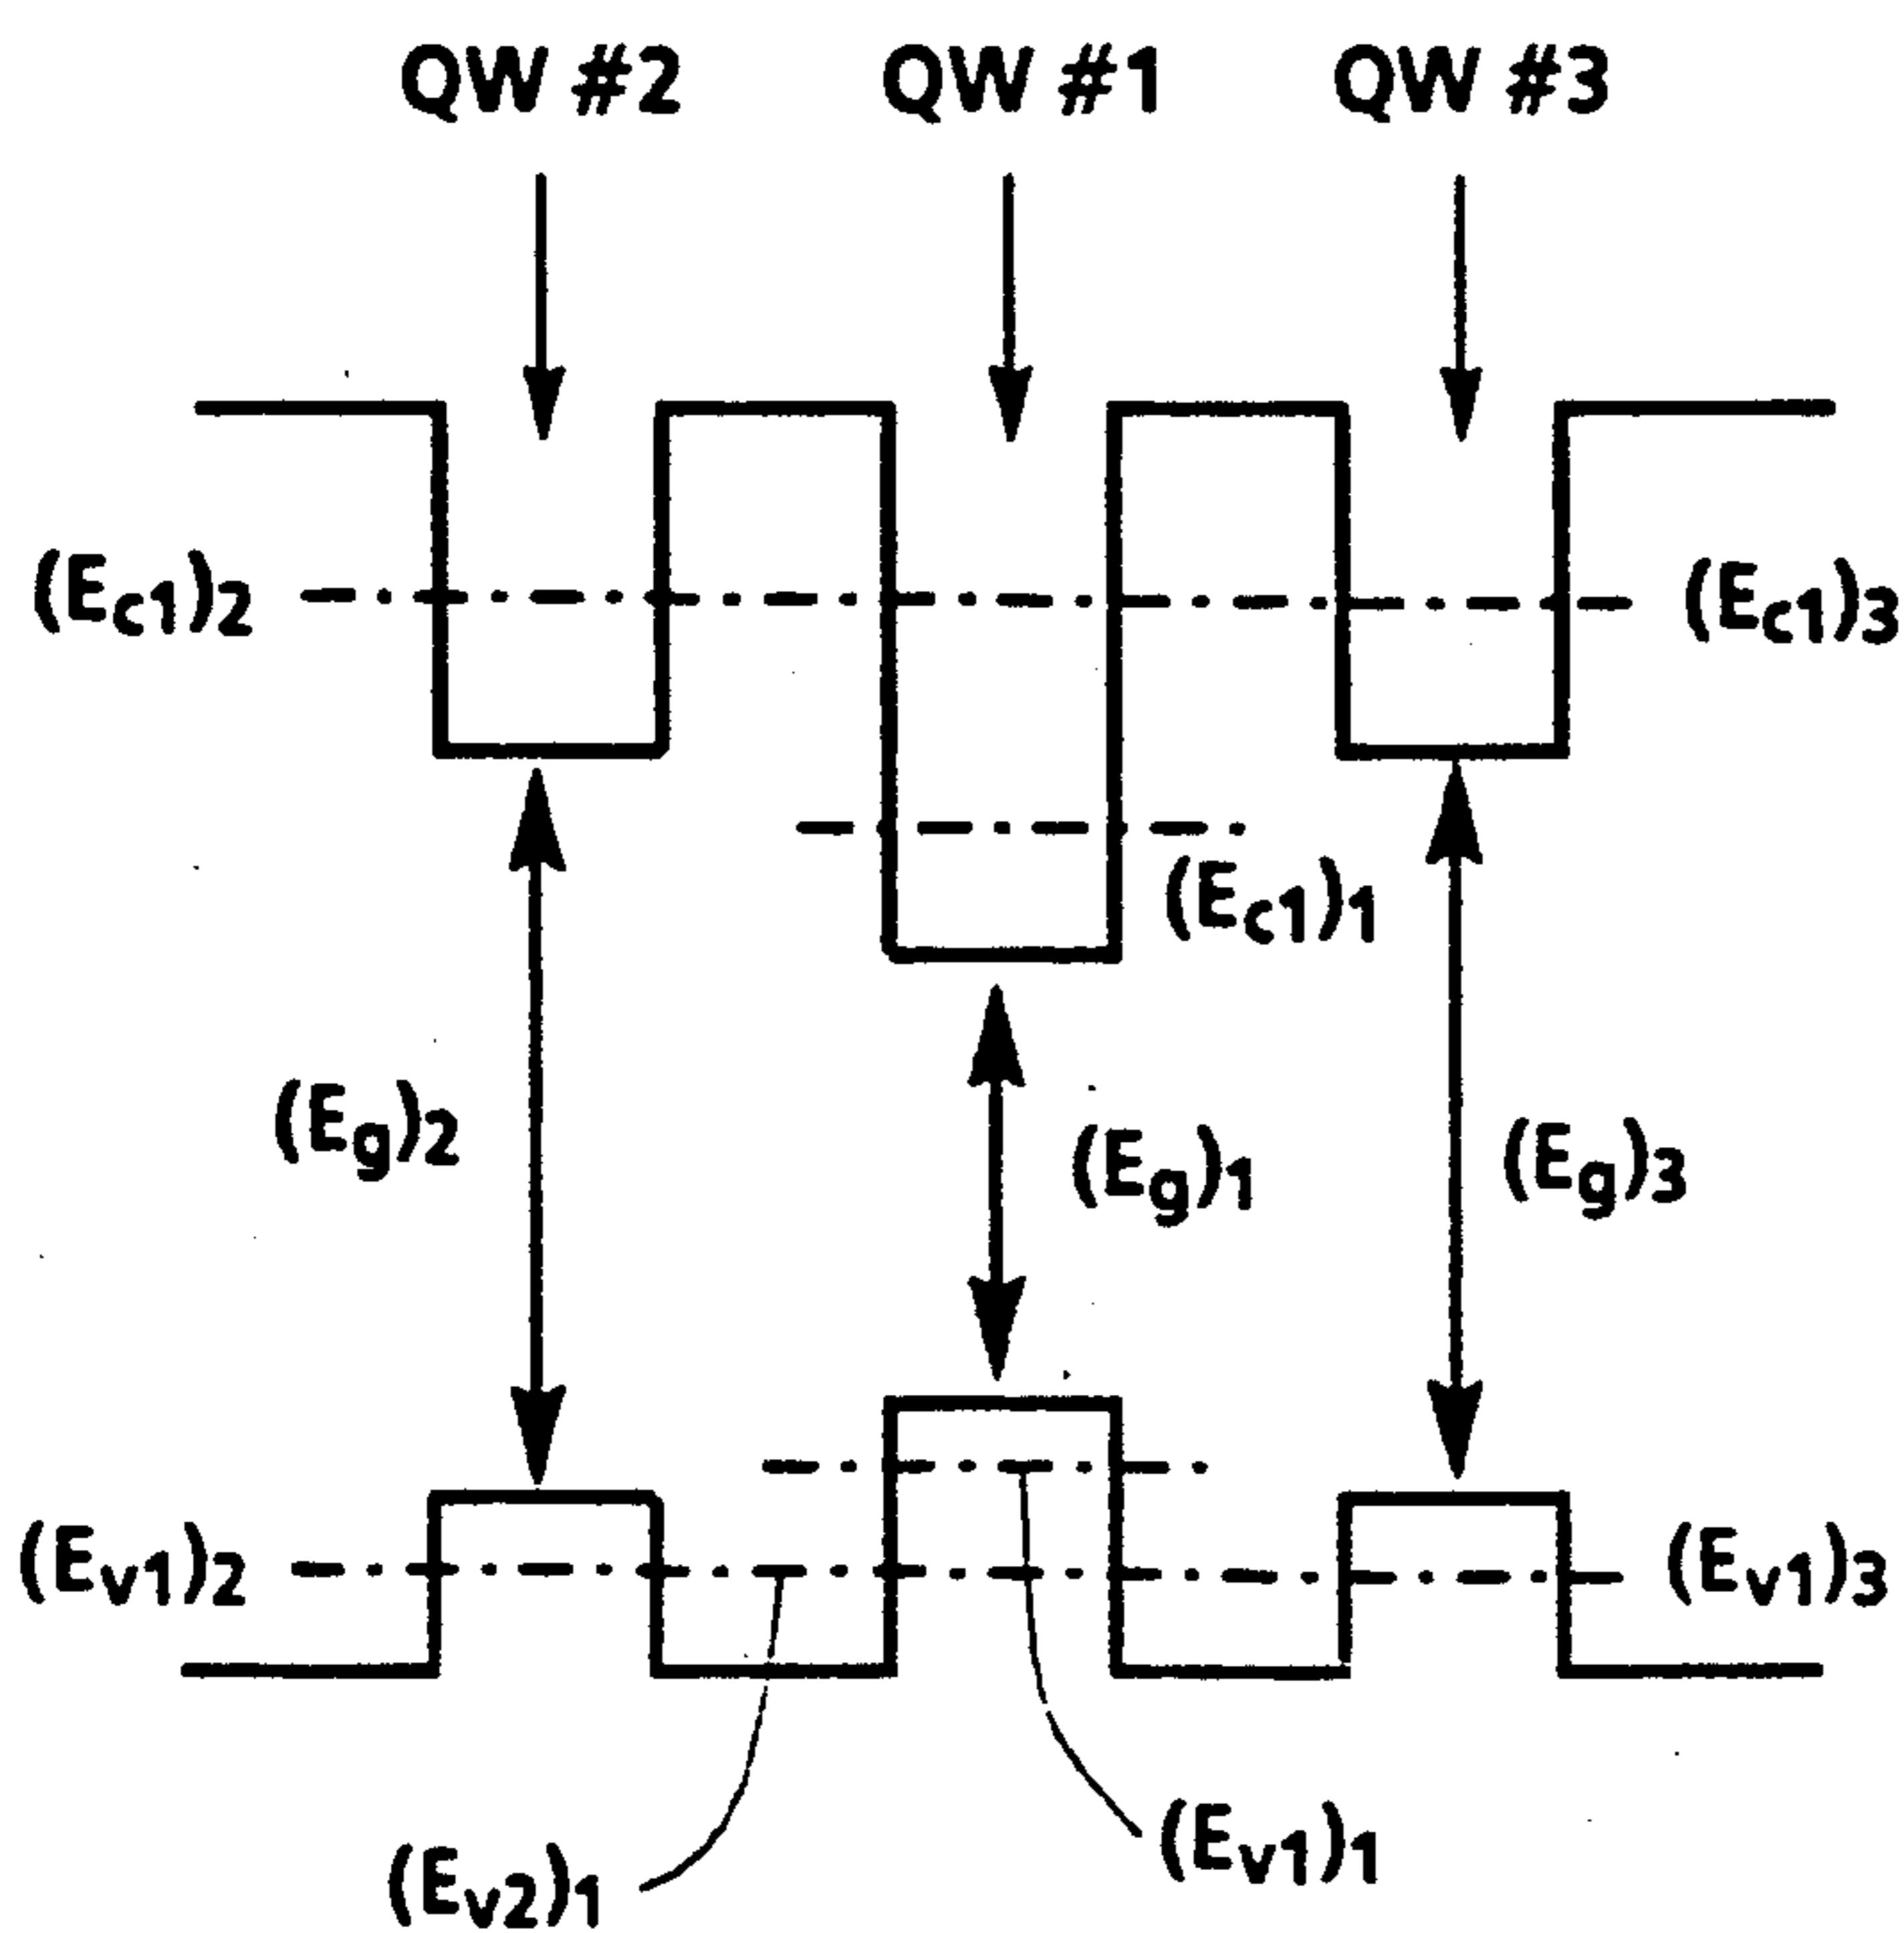 QW #2 QW #1 QW #3
(Ec1)2 (Ec1)3
(Ec1)1
(Eg)2 (Eg)1 (Eg)3
(Ev1)2 (Ev1)3
(Ev2)1 (Ev1)1